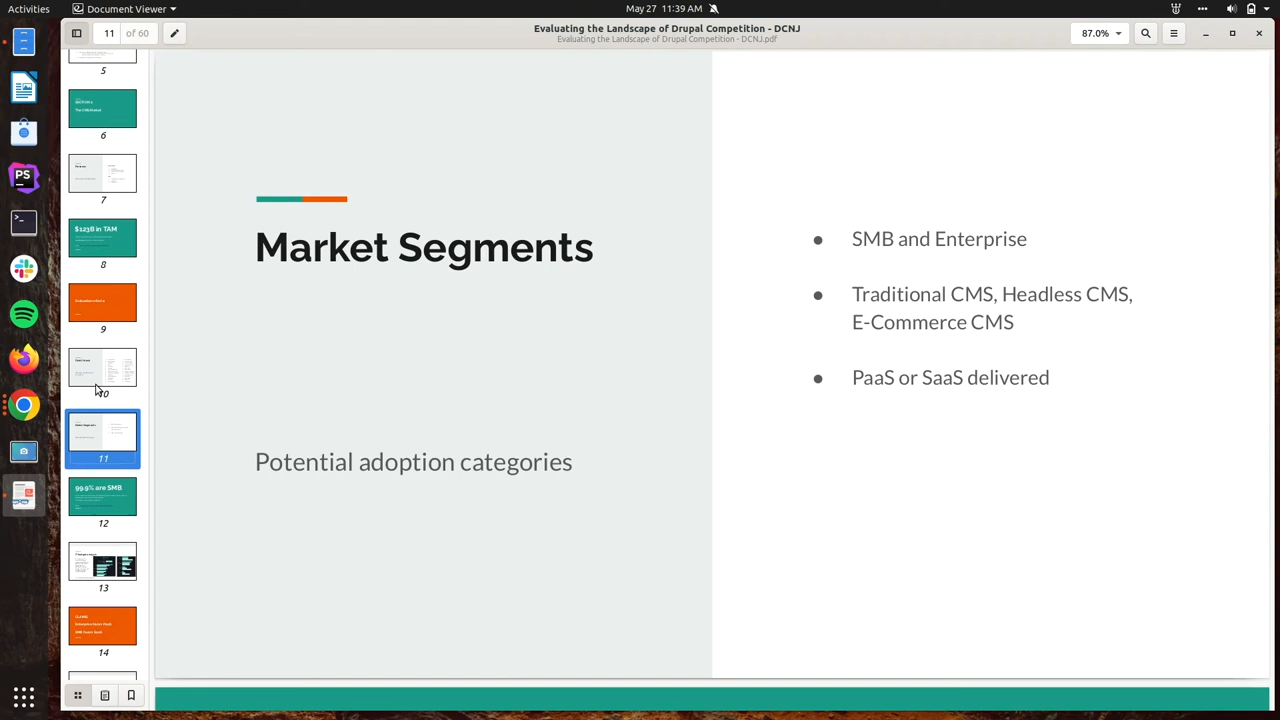 Activities
Document Viewer
May 27 11:39 AM
11
of 60
Evaluating the Landscape of Drupal Competition - DCNJ
Evaluating the Landscape of Drupal Competition - DCNJ.pdf
87.0%
5
6
7
$123B in TAM
8
9
10
Market Segments
11
99.9% are SMB
12
13
14
PS
Market Segments
Potential adoption categories
● SMB and Enterprise
● Traditional CMS, Headless CMS,
E-Commerce CMS
● PaaS or SaaS delivered